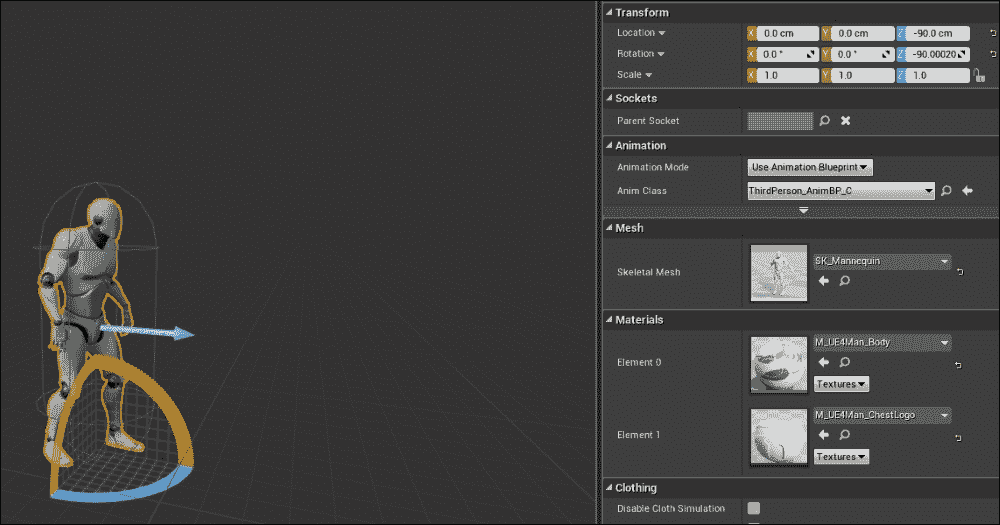 Transform
Location X 0.0 cm Y 0.0 cm Z -90.0 cm
Rotation X 0.0 ° Y 0.0 ° Z -90.00020
Scale X 1.0 Y 1.0 Z 1.0
Sockets
Parent Socket
Animation
Animation Mode Use Animation Blueprint
Anim Class ThirdPerson_AnimBP_C
Mesh
Skeletal Mesh SK_Mannequin
Materials
Element 0 M_UE4Man_Body
Textures
Element 1 M_UE4Man_ChestLogo
Textures
Clothing
Disable Cloth Simulation